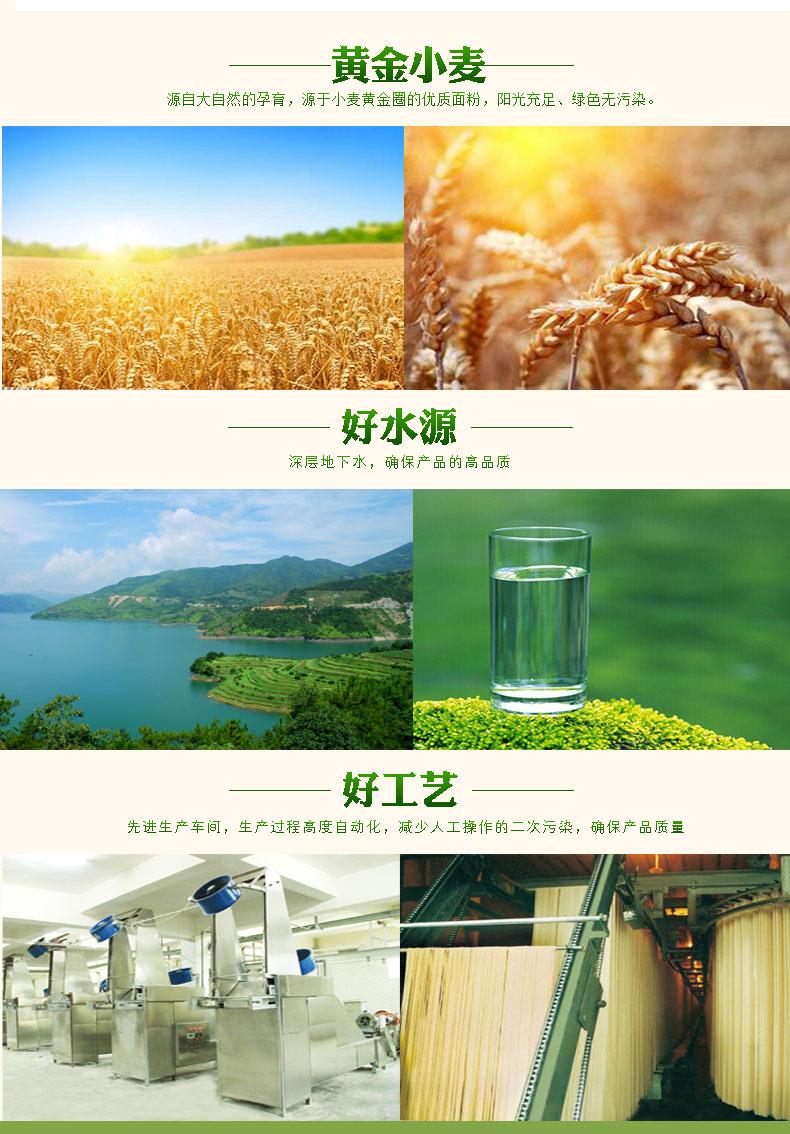 黄金小麦
源自大自然的孕育，源于小麦黄金圈的优质面粉，阳光充足、绿色无污染。
好水源
深层地下水，确保产品的高品质
好工艺
先进生产车间，生产过程高度自动化，减少人工操作的二次污染，确保产品质量